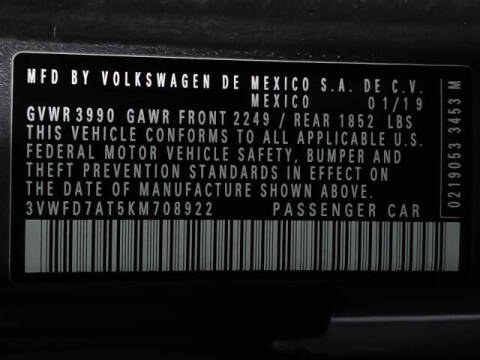 MFD BY VOLKSWAGEN DE MEXICO S.A. DE C.V.
MEXICO 01/19
GVWR 3990 GAWR FRONT 2249 / REAR 1852 LBS
THIS VEHICLE CONFORMS TO ALL APPLICABLE U.S.
FEDERAL MOTOR VEHICLE SAFETY, BUMPER AND
THEFT PREVENTION STANDARDS IN EFFECT ON
THE DATE OF MANUFACTURE SHOWN ABOVE.
3VWFD7AT5KM708922 PASSENGER CAR
0219053 3453 M